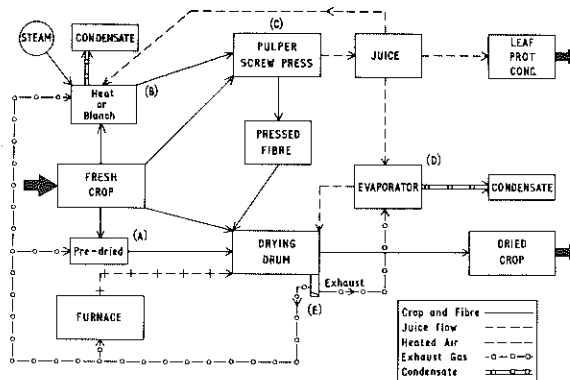 (C)
STEAM
CONDENSATE
PULPER
SCREW PRESS
JUICE
LEAF
PROT
CONC.
Heat
or
Blanch
(B)
PRESSED
FIBRE
(D)
FRESH
CROP
EVAPORATOR
CONDENSATE
(A)
Pre-dried
DRYING
DRUM
DRIED
CROP
Exhaust
(E)
FURNACE
Crop and Fibre
Juice flow
Heated Air
Exhaust Gas
Condensate